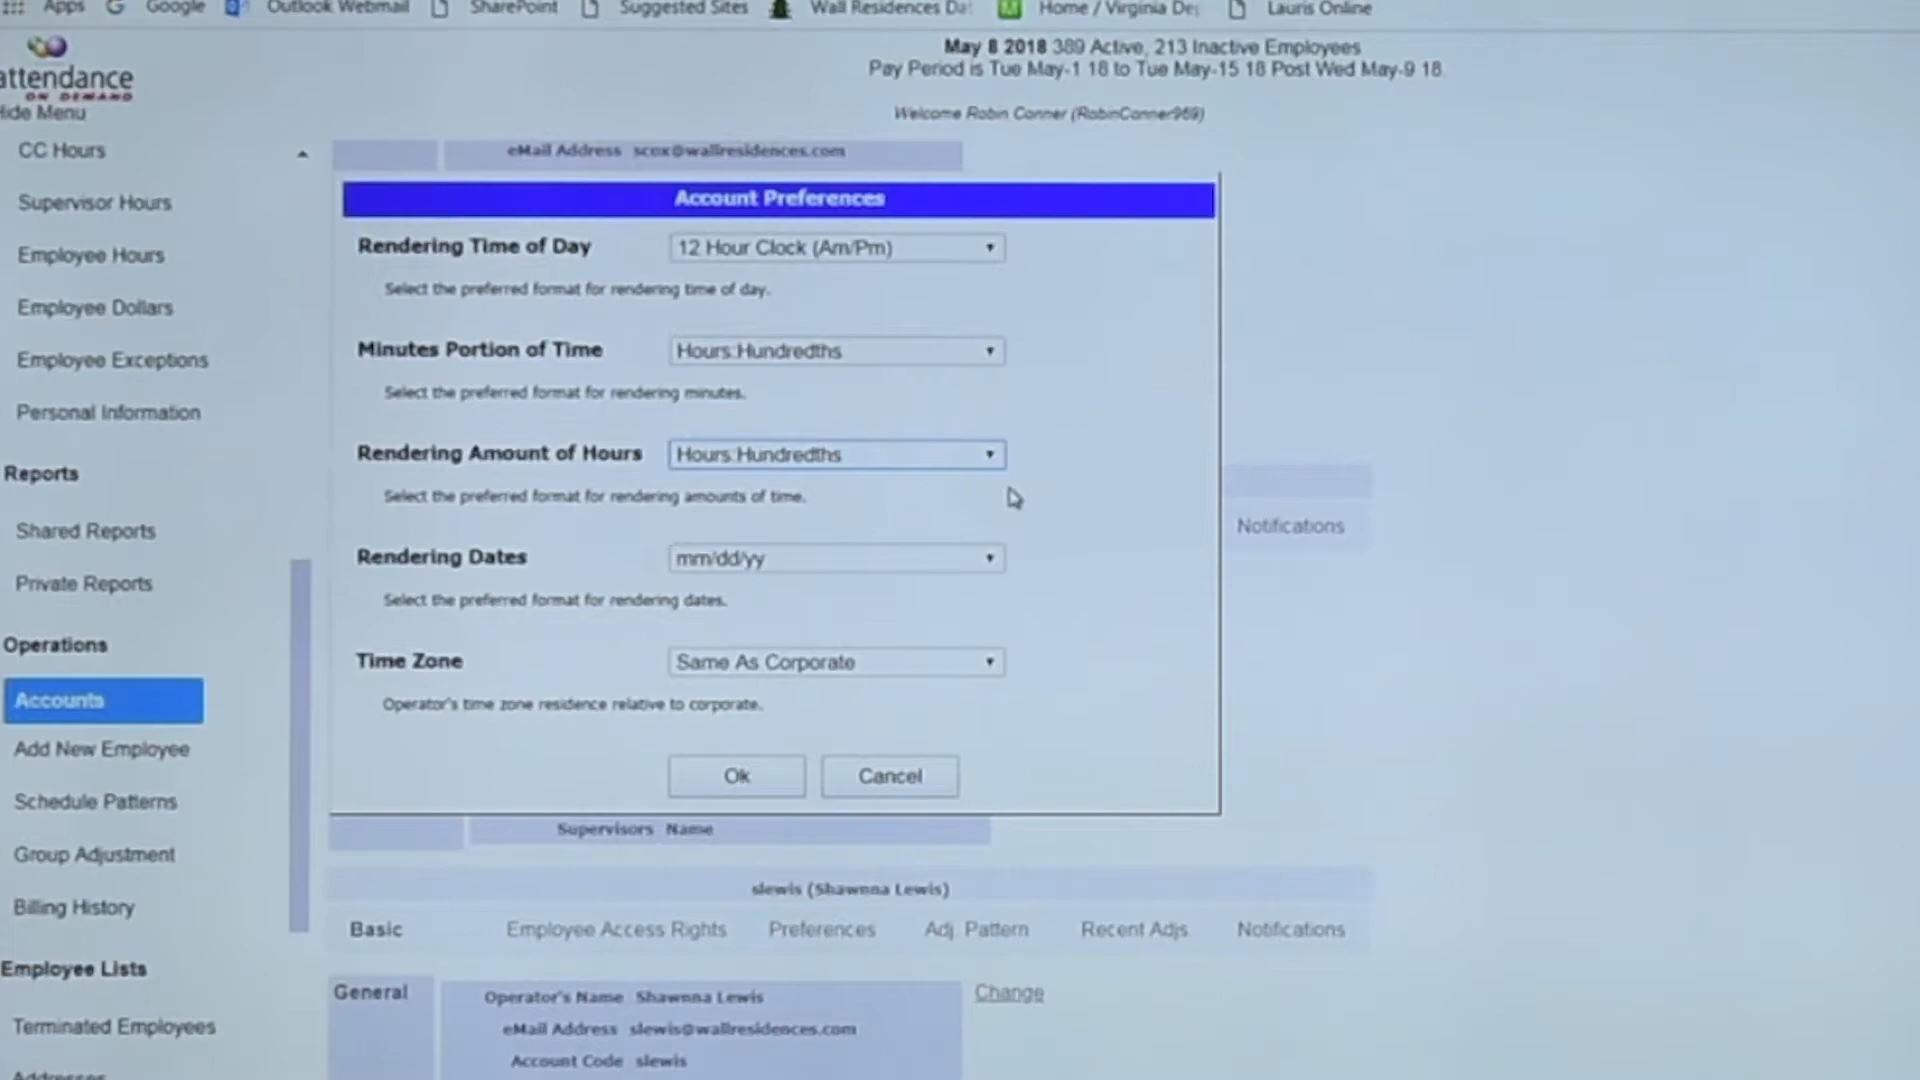 Apps Google Outlook Webmail SharePoint Suggested Sites Wall Residences Da Home / Virginia De Lauris Online
attendance
ON DEMAND
Hide Menu
May 8 2018 389 Active, 213 Inactive Employees
Pay Period is Tue May-1 18 to Tue May-15 18 Post Wed May-9 18
Welcome Robin Conner (RobinConner969)
CC Hours
Supervisor Hours
Employee Hours
Employee Dollars
Employee Exceptions
Personal Information
Reports
Shared Reports
Private Reports
Operations
Accounts
Add New Employee
Schedule Patterns
Group Adjustment
Billing History
Employee Lists
Terminated Employees
Addresses
eMail Address scox@wallresidences.com
Account Preferences
Rendering Time of Day 12 Hour Clock (Am/Pm)
Select the preferred format for rendering time of day.
Minutes Portion of Time Hours:Hundredths
Select the preferred format for rendering minutes.
Rendering Amount of Hours Hours:Hundredths
Select the preferred format for rendering amounts of time.
Rendering Dates mm/dd/yy
Select the preferred format for rendering dates.
Time Zone Same As Corporate
Operator's time zone residence relative to corporate.
Ok Cancel
Notifications
Supervisors Name
slewis (Shawnna Lewis)
Basic Employee Access Rights Preferences Adj. Pattern Recent Adjs. Notifications
General Operator's Name Shawnna Lewis Change
eMail Address slewis@wallresidences.com
Account Code slewis